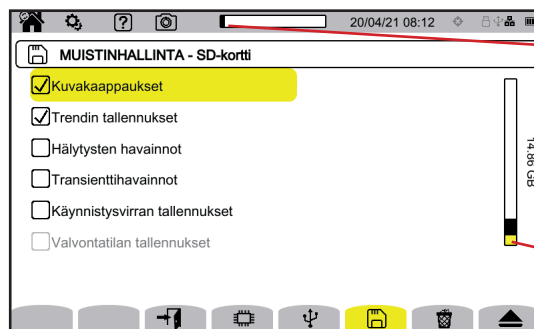 20/04/21 08:12
MUISTINHALLINTA - SD-kortti
Kuvakaappaukset
Trendin tallennukset
Hälytysten havainnot
Transienttihavainnot
Käynnistysvirran tallennukset
Valvontatilan tallennukset
14.86 GB